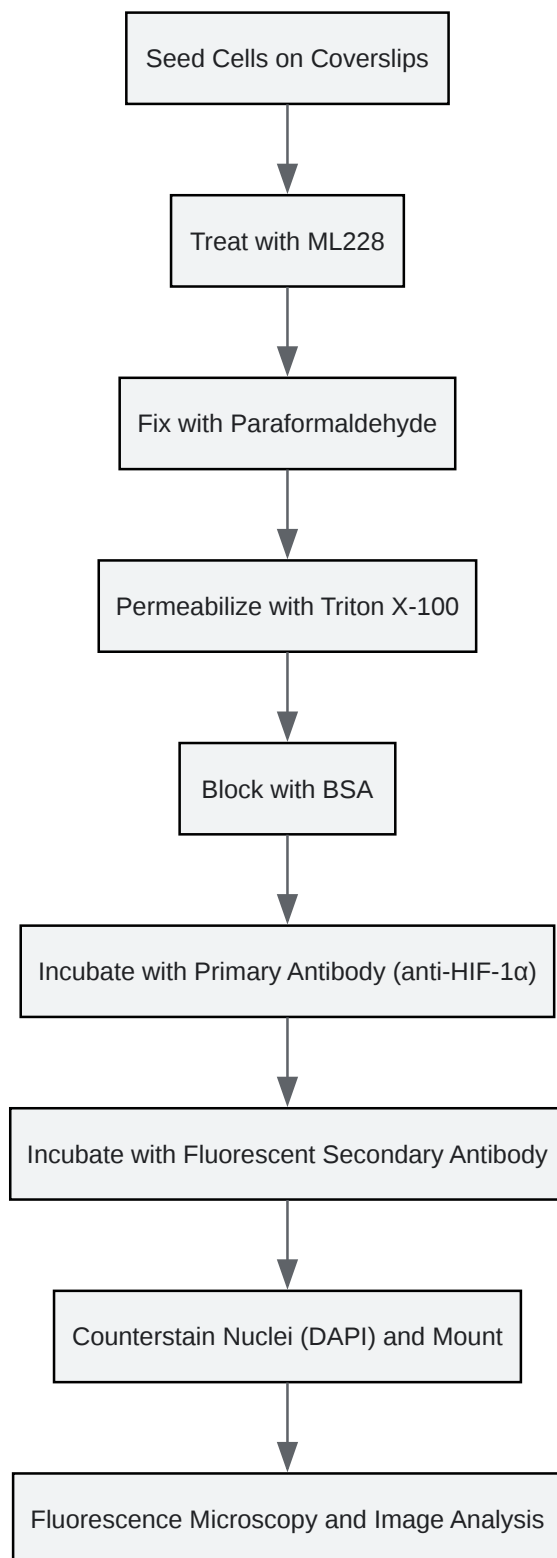 Seed Cells on Coverslips
Treat with ML228
Fix with Paraformaldehyde
Permeabilize with Triton X-100
Block with BSA
Incubate with Primary Antibody (anti-HIF-1α)
Incubate with Fluorescent Secondary Antibody
Counterstain Nuclei (DAPI) and Mount
Fluorescence Microscopy and Image Analysis